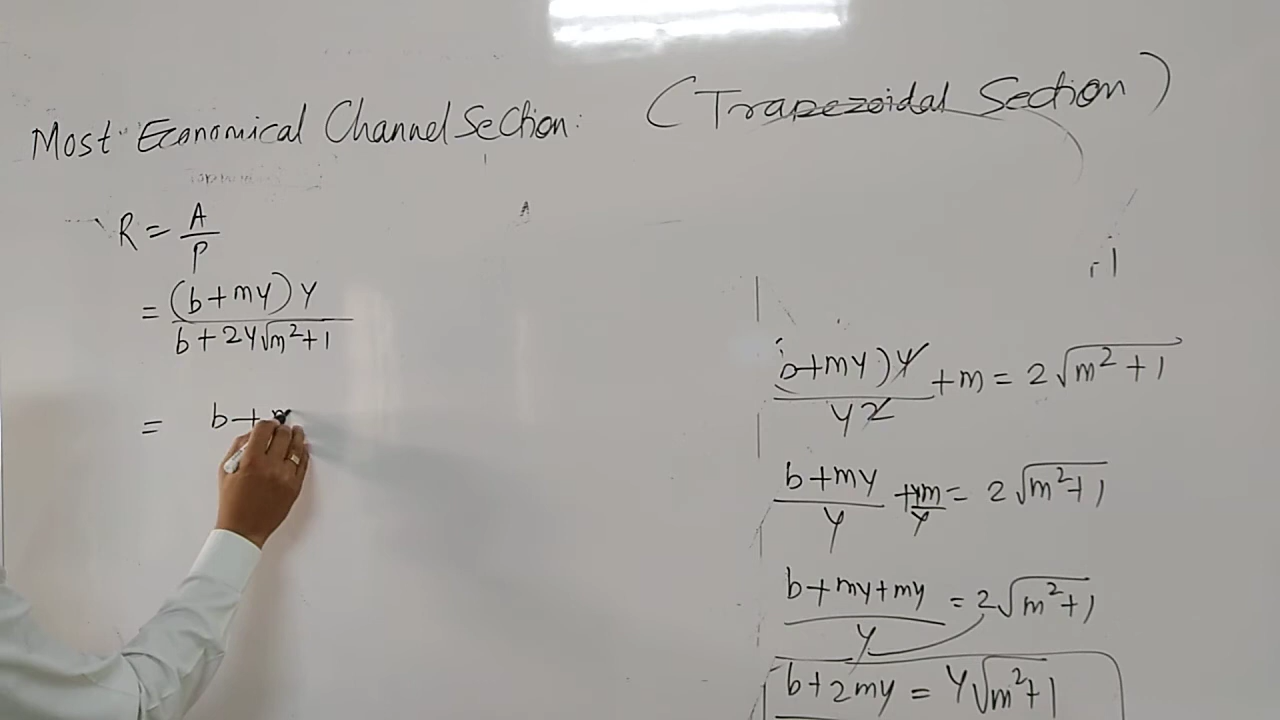 Most Economical Channel Section: (Trapezoidal Section)
R = A/P
= (b+my)y / b+2y√m²+1
= b+
b+my)y / y2 + m = 2√m²+1
b+my / y + ym/y = 2√m²+1
b+my+my / y = 2√m²+1
b+2my = y√m²+1